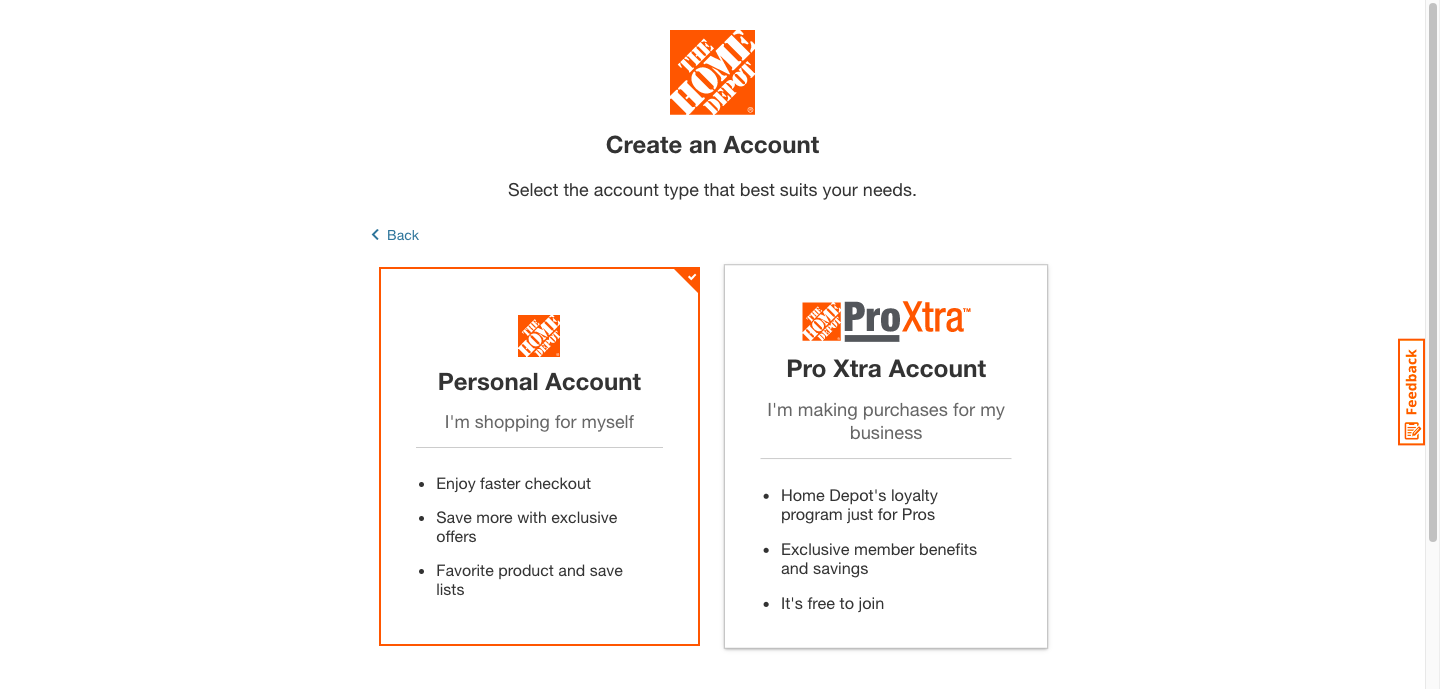 THE
HOME
DEPOT
®
Create an Account
Select the account type that best suits your needs.
Back
THE
HOME
DEPOT
Personal Account
I'm shopping for myself
Enjoy faster checkout
Save more with exclusive
offers
Favorite product and save
lists
THE
HOME
DEPOT
ProXtra™
Pro Xtra Account
I'm making purchases for my
business
Home Depot's loyalty
program just for Pros
Exclusive member benefits
and savings
It's free to join
Feedback